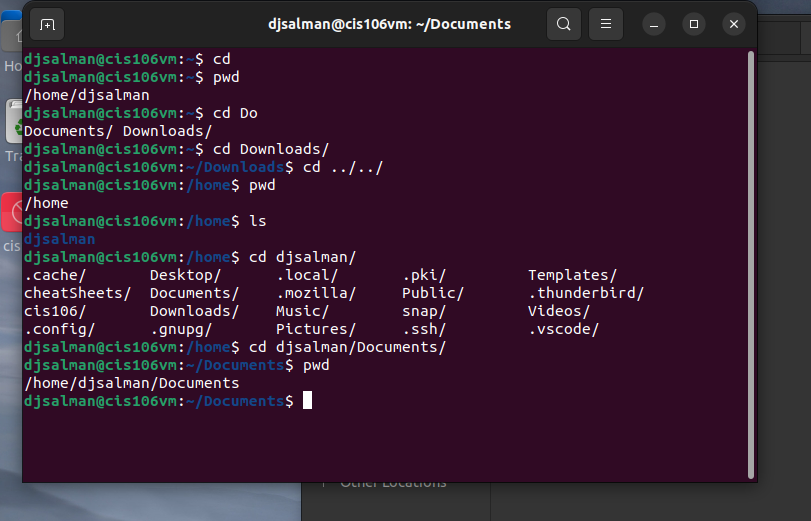 djsalman@cis106vm: ~/Documents
djsalman@cis106vm:~$ cd
djsalman@cis106vm:~$ pwd
/home/djsalman
djsalman@cis106vm:~$ cd Do
Documents/ Downloads/
djsalman@cis106vm:~$ cd Downloads/
djsalman@cis106vm:~/Downloads$ cd ../../
djsalman@cis106vm:/home$ pwd
/home
djsalman@cis106vm:/home$ ls
djsalman
djsalman@cis106vm:/home$ cd djsalman/
.cache/ Desktop/ .local/ .pki/ Templates/
cheatSheets/ Documents/ .mozilla/ Public/ .thunderbird/
cis106/ Downloads/ Music/ snap/ Videos/
.config/ .gnupg/ Pictures/ .ssh/ .vscode/
djsalman@cis106vm:/home$ cd djsalman/Documents/
djsalman@cis106vm:~/Documents$ pwd
/home/djsalman/Documents
djsalman@cis106vm:~/Documents$
Ho
Tra
cis
Other Locations